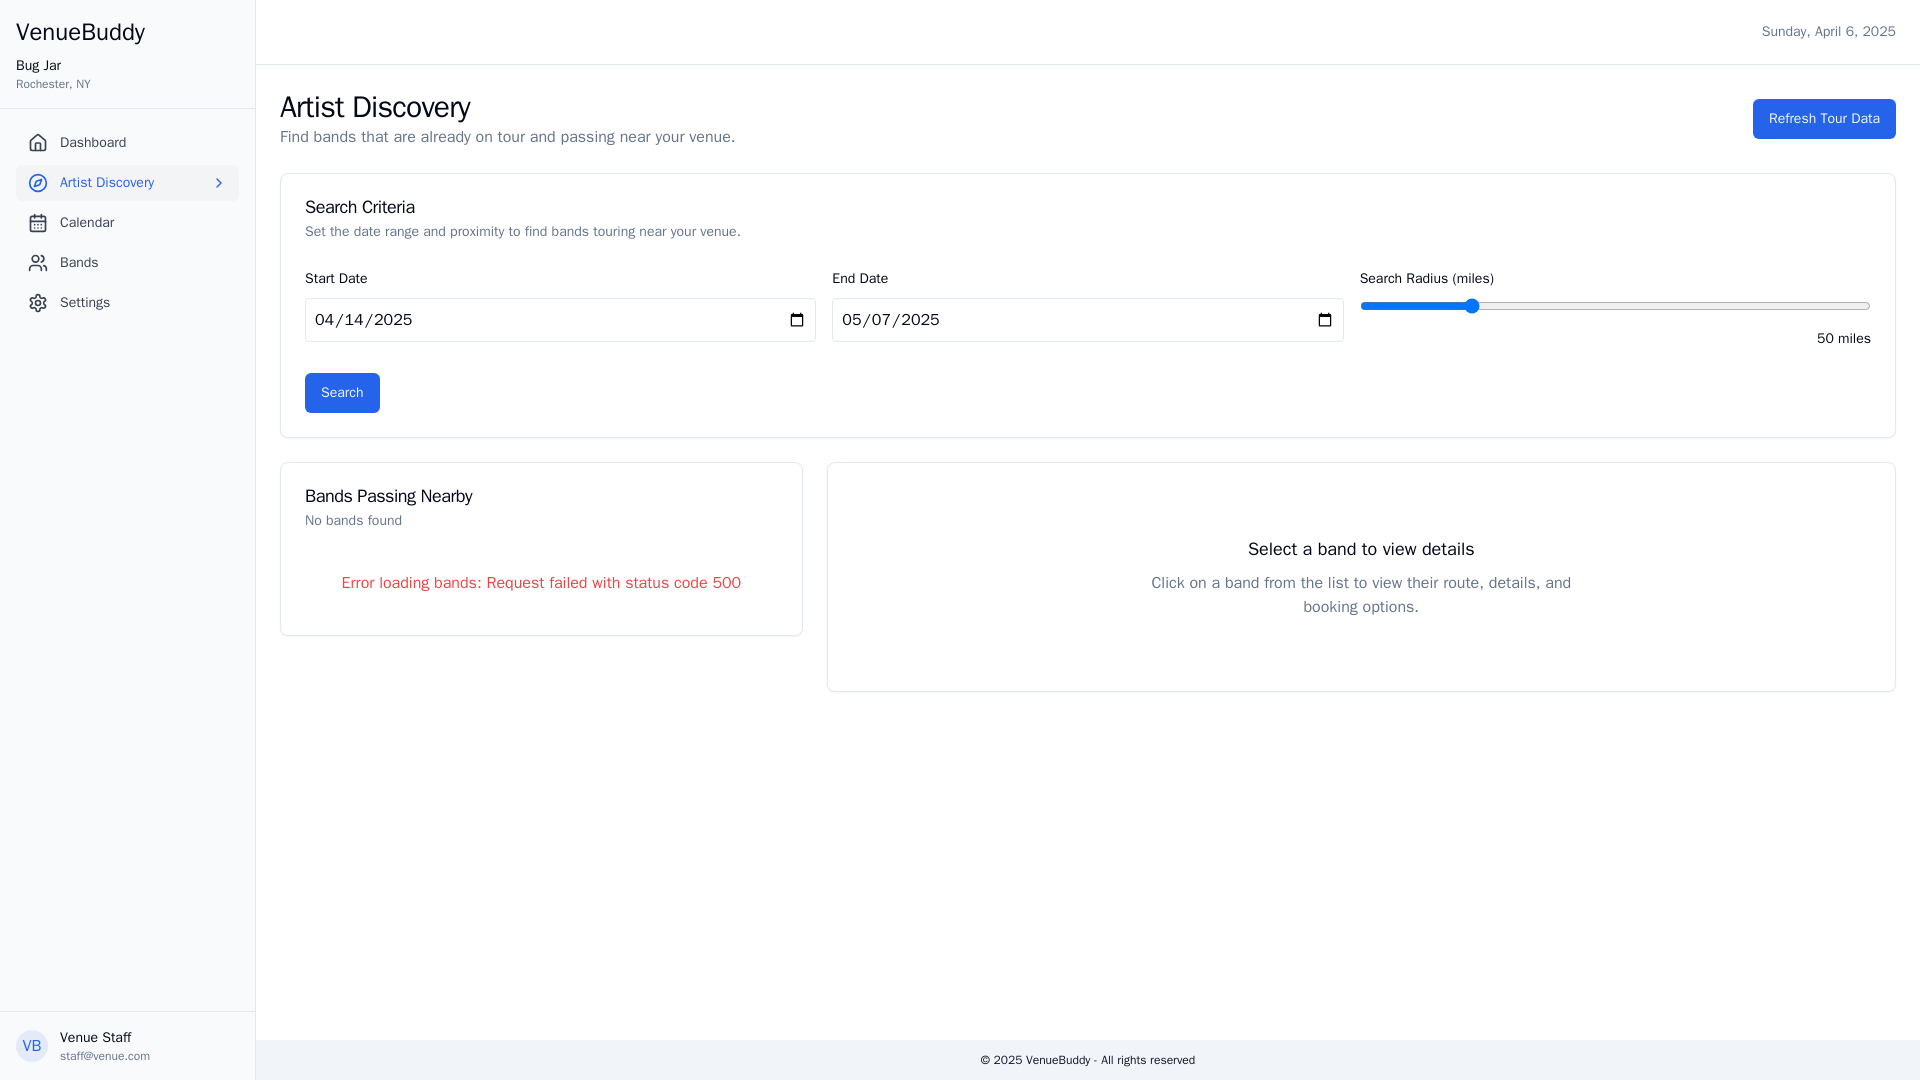 VenueBuddy
Bug Jar
Rochester, NY
Dashboard
Artist Discovery
Calendar
Bands
Settings
Venue Staff
VB
staff@venue.com
Sunday, April 6, 2025
Artist Discovery
Find bands that are already on tour and passing near your venue.
Refresh Tour Data
Search Criteria
Set the date range and proximity to find bands touring near your venue.
Start Date
04/14/2025
End Date
05/07/2025
Search Radius (miles)
50 miles
Search
Bands Passing Nearby
No bands found
Error loading bands: Request failed with status code 500
Select a band to view details
Click on a band from the list to view their route, details, and
booking options.
© 2025 VenueBuddy - All rights reserved